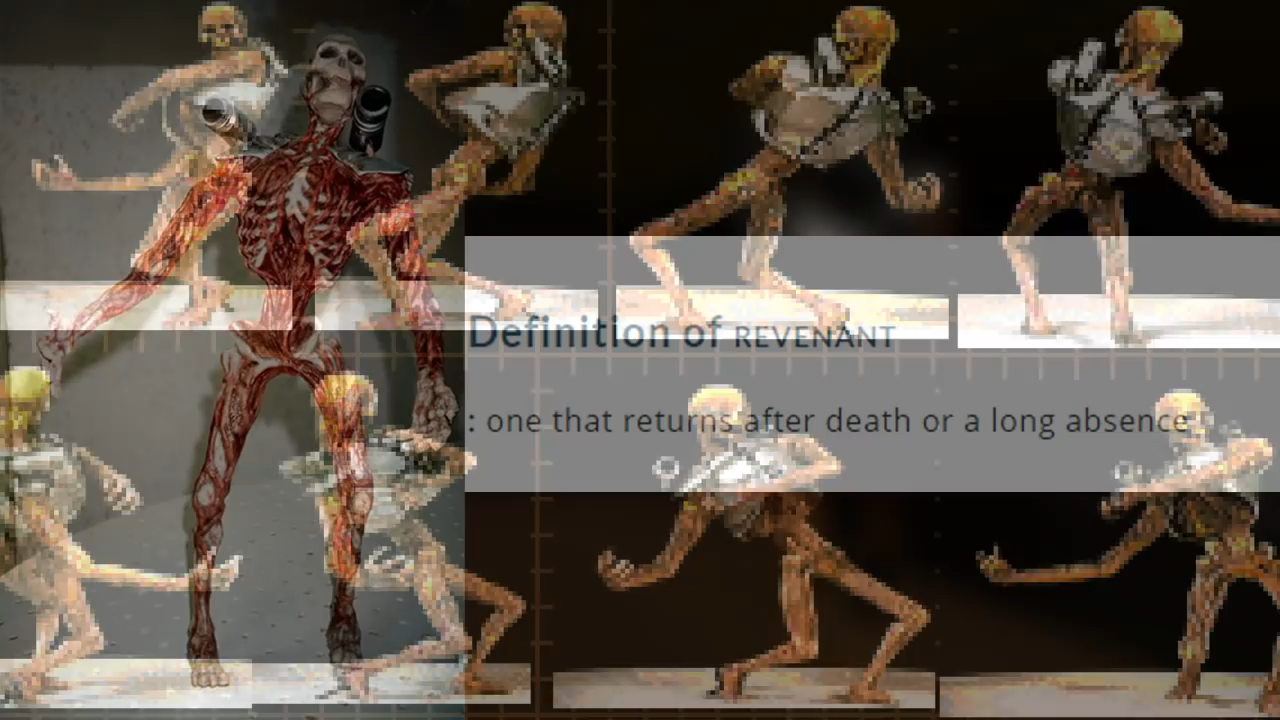 Definition of REVENANT
: one that returns after death or a long absence